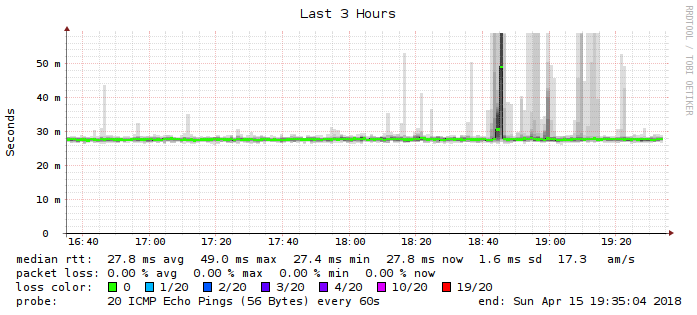 Last 3 Hours
RRDTOOL / TOBI OETIKER
Seconds
50 m
40 m
30 m
20 m
10 m
0
16:40 17:00 17:20 17:40 18:00 18:20 18:40 19:00 19:20
median rtt: 27.8 ms avg 49.0 ms max 27.4 ms min 27.8 ms now 1.6 ms sd 17.3 am/s
packet loss: 0.00 % avg 0.00 % max 0.00 % min 0.00 % now
loss color: 0 1/20 2/20 3/20 4/20 10/20 19/20
probe: 20 ICMP Echo Pings (56 Bytes) every 60s end: Sun Apr 15 19:35:04 2018